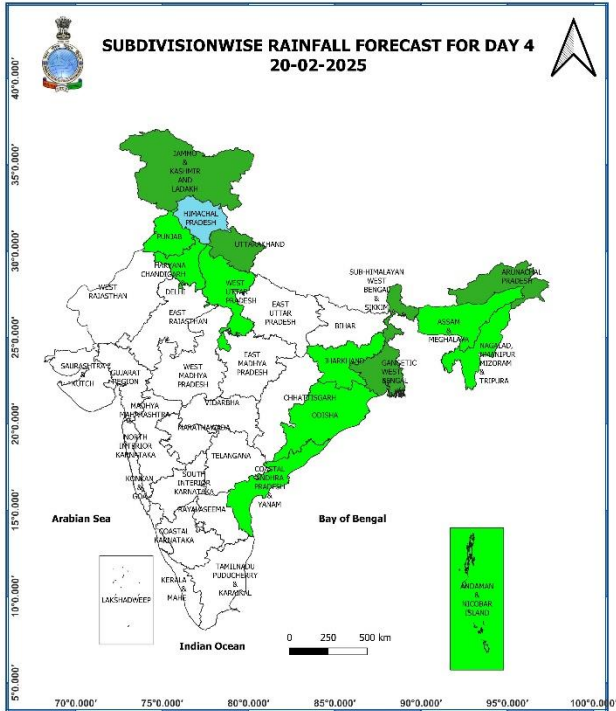 SUBDIVISIONWISE RAINFALL FORECAST FOR DAY 4
20-02-2025
40°0.000'
35°0.000'
30°0.000'
25°0.000'
20°0.000'
15°0.000'
10°0.000'
5°0.000'
JAMMU
&
KASHMIR
AND
LADAKH
HIMACHAL
PRADESH
PUNJAB
UTTARAKHAND
HARYANA
CHANDIGARH
DELHI
WEST
UTTAR
PRADESH
WEST
RAJASTHAN
EAST
RAJASTHAN
EAST
UTTAR
PRADESH
SUB-HIMALAYAN
WEST
BENGAL
&
SIKKIM
ARUNACHAL
PRADESH
ASSAM
&
MEGHALAYA
NAGALAD,
MANIPUR
MIZORAM
&
TRIPURA
BIHAR
SAURASHTRA
&
KUTCH
GUJARAT
REGION
WEST
MADHYA
PRADESH
EAST
MADHYA
PRADESH
JHARKHAND
GANGETIC
WEST
BENGAL
CHHATTISGARH
ODISHA
VIDARBHA
MADHYA
MAHARASHTRA
MARATHAWADA
NORTH
INTERIOR
KARNATAKA
TELANGANA
COASTAL
ANDHRA
PRADESH
&
YANAM
KONKAN
&
GOA
SOUTH
INTERIOR
KARNATAKA
RAYALASEEMA
COASTAL
KARNATAKA
Arabian Sea
Bay of Bengal
LAKSHADWEEP
KERALA
&
MAHE
TAMILNADU
PUDUCHERRY
&
KARAIKAL
ANDAMAN
&
NICOBAR
ISLAND
Indian Ocean
0 250 500 km
70°0.000' 75°0.000' 80°0.000' 85°0.000' 90°0.000' 95°0.000' 100°0.000'